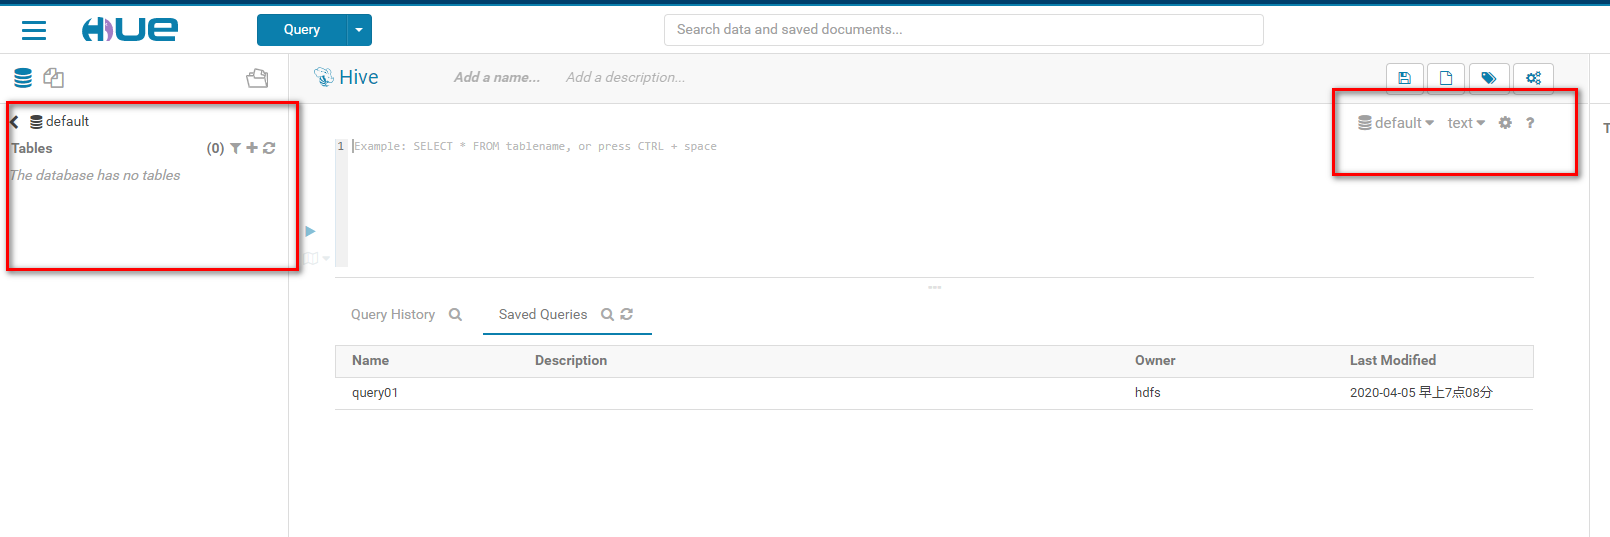 HUE
Query
Search data and saved documents...
Hive
Add a name...
Add a description...
default
Tables
(0)
The database has no tables
default
text
?
T
1
Example: SELECT * FROM tablename, or press CTRL + space
Query History
Saved Queries
Name Description Owner Last Modified
query01 hdfs 2020-04-05 早上7点08分